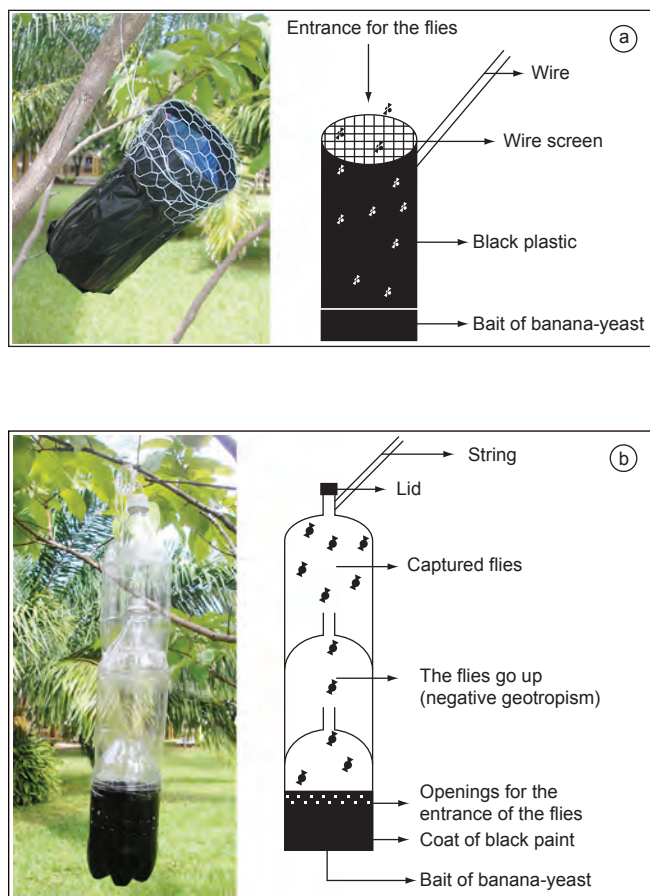 Entrance for the flies
a
Wire
Wire screen
Black plastic
Bait of banana-yeast
b
String
Lid
Captured flies
The flies go up
(negative geotropism)
Openings for the
entrance of the flies
Coat of black paint
Bait of banana-yeast